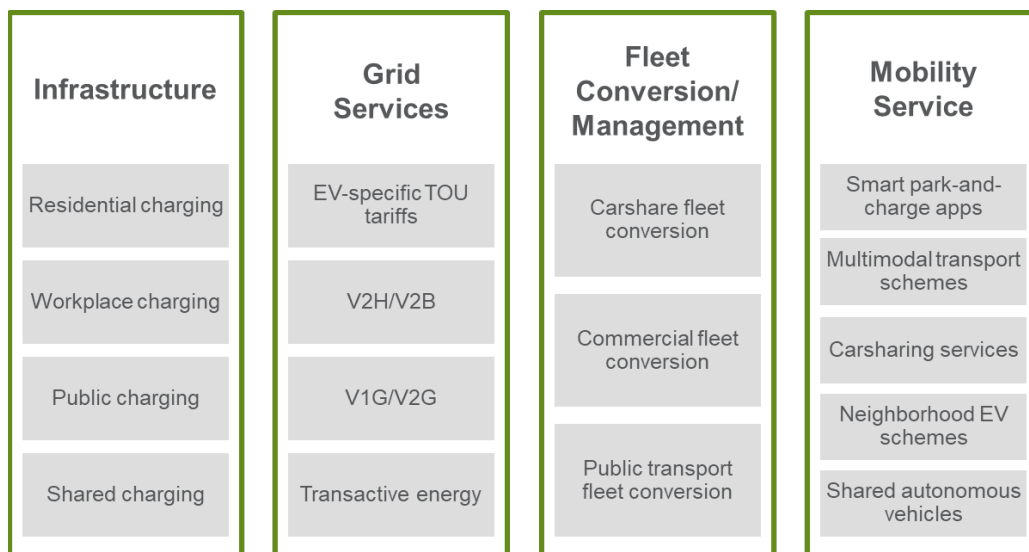 Infrastructure
Residential charging
Workplace charging
Public charging
Shared charging
Grid
Services
EV-specific TOU
tariffs
V2H/V2B
V1G/V2G
Transactive energy
Fleet
Conversion/
Management
Carshare fleet
conversion
Commercial fleet
conversion
Public transport
fleet conversion
Mobility
Service
Smart park-and-
charge apps
Multimodal transport
schemes
Carsharing services
Neighborhood EV
schemes
Shared autonomous
vehicles